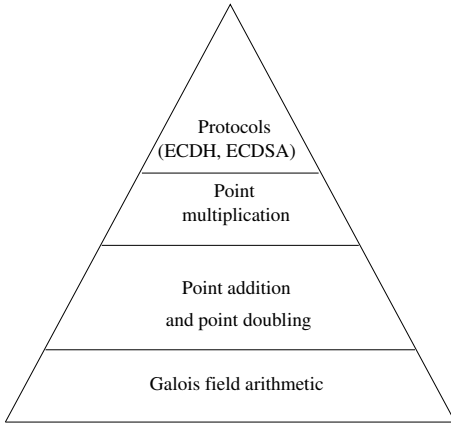 Protocols
(ECDH, ECDSA)
Point
multiplication
Point addition
and point doubling
Galois field arithmetic